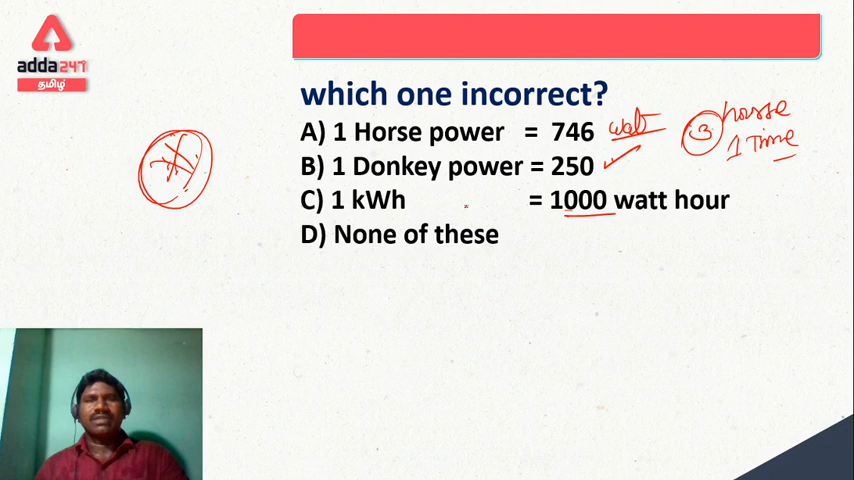 adda247
தமிழ்
which one incorrect?
A) 1 Horse power = 746 watt
B) 1 Donkey power = 250
C) 1 kWh = 1000 watt hour
D) None of these
3 horse
1 Time